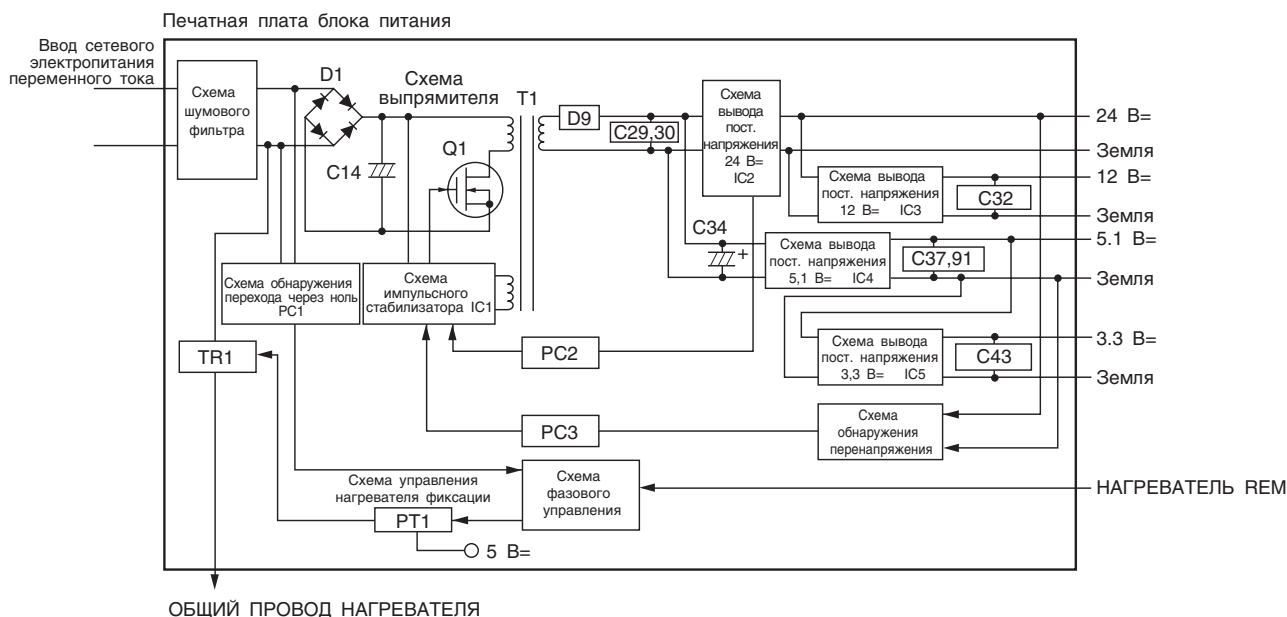 Печатная плата блока питания
Ввод сетевого
электропитания
переменного тока
Схема
шумового
фильтра
D1
Схема
выпрямителя
C14
Q1
T1
D9
C29,30
Схема
вывода
пост.
напряжения
24 В=
IC2
24 В=
Земля
Схема вывода
пост. напряжения
12 В= IC3
C32
12 В=
Земля
C34
+
Схема вывода
пост. напряжения
5,1 В= IC4
C37,91
5.1 В=
Земля
Схема обнаружения
перехода через ноль
PC1
Схема
импульсного
стабилизатора IC1
TR1
PC2
Схема вывода
пост. напряжения
3,3 В= IC5
C43
3.3 В=
Земля
PC3
Схема
обнаружения
перенапряжения
Схема управления
нагревателя фиксации
PT1
5 В=
Схема
фазового
управления
НАГРЕВАТЕЛЬ REM
ОБЩИЙ ПРОВОД НАГРЕВАТЕЛЯ